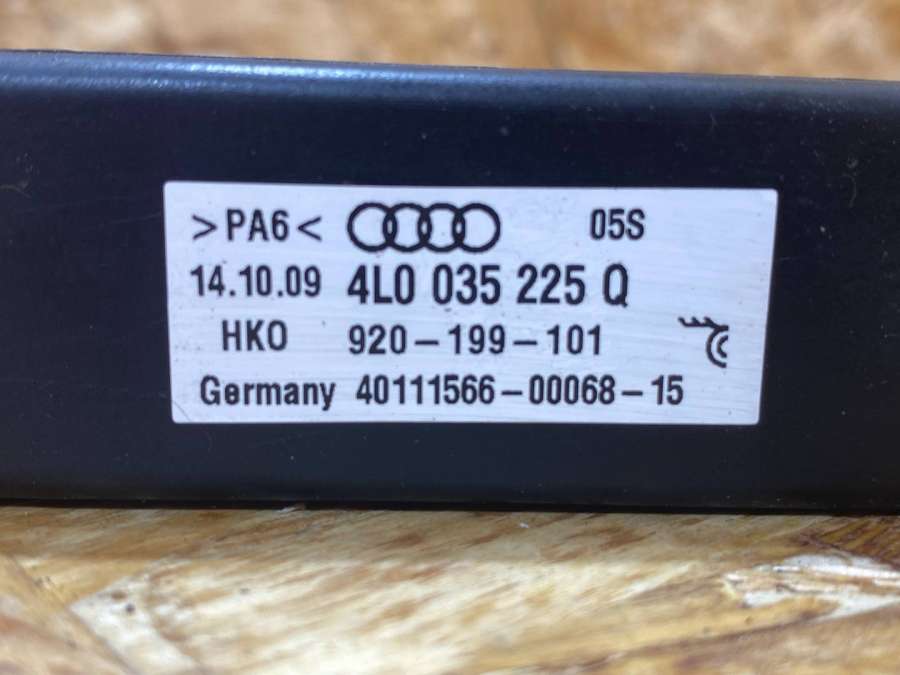 >PA6< 05S
14.10.09 4L0 035 225 Q
HKO 920-199-101
Germany 40111566-00068-15